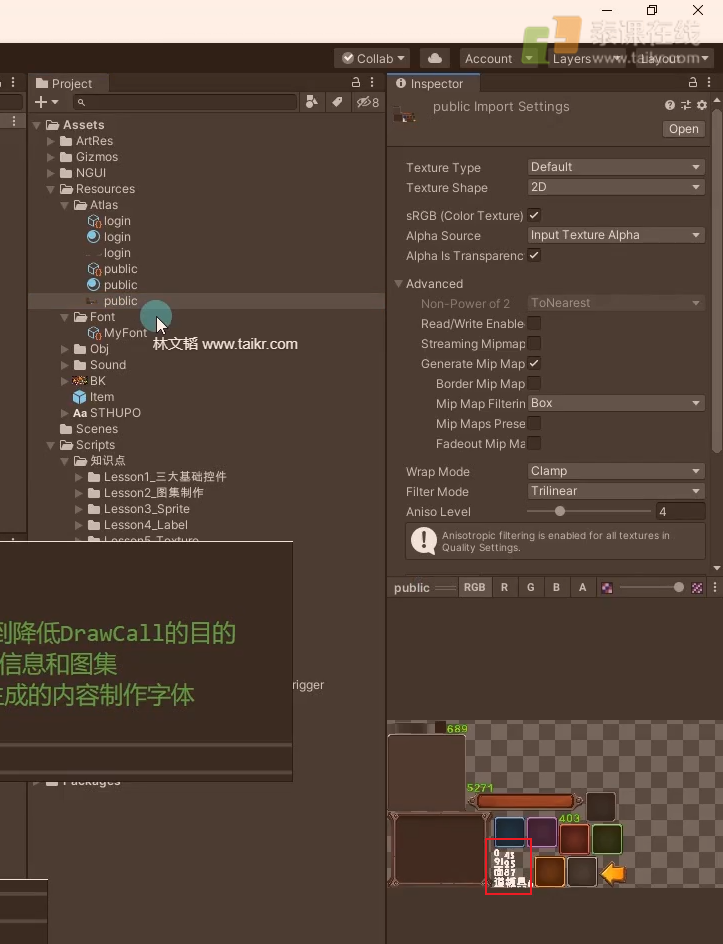 泰课在线
www.taikr.com
Collab
Account
Layers
Layout
Project
Inspector
8
public Import Settings
Open
Assets
ArtRes
Gizmos
NGUI
Resources
Atlas
login
login
login
public
public
public
Font
MyFont
林文韬 www.taikr.com
Obj
Sound
BK
Item
Aa STHUPO
Scenes
Scripts
知识点
Lesson1_三大基础控件
Lesson2_图集制作
Lesson3_Sprite
Lesson4_Label
Lesson5_Texture
到降低DrawCall的目的
信息和图集
生成的内容制作字体
rigger
Packages
Texture Type
Default
Texture Shape
2D
sRGB (Color Texture)
Alpha Source
Input Texture Alpha
Alpha Is Transparenc
Advanced
Non-Power of 2
ToNearest
Read/Write Enable
Streaming Mipmap
Generate Mip Map
Border Mip Map
Mip Map Filterin
Box
Mip Maps Prese
Fadeout Mip Ma
Wrap Mode
Clamp
Filter Mode
Trilinear
Aniso Level
4
Anisotropic filtering is enabled for all textures in
Quality Settings.
public
RGB
R
G
B
A
689
5271
403